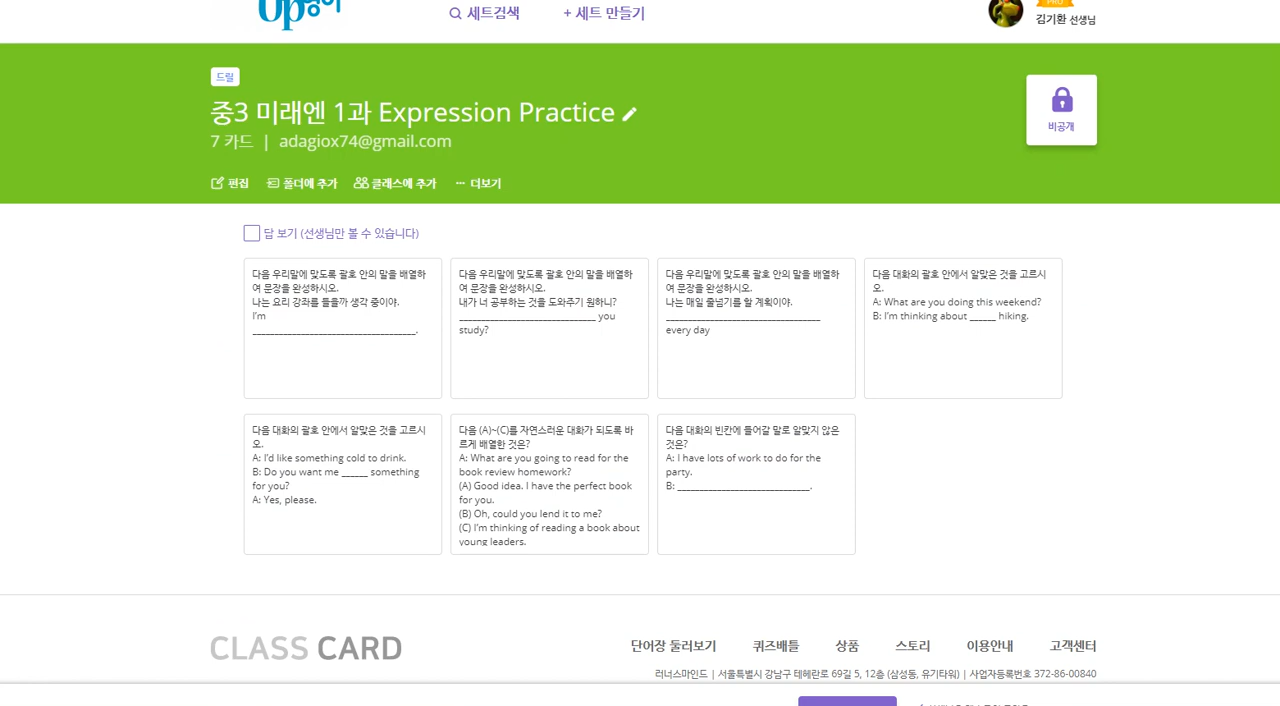 세트검색
+ 세트 만들기
김기환 선생님
드릴
중3 미래엔 1과 Expression Practice
7 카드 | adagiox74@gmail.com
편집
폴더에 추가
클래스에 추가
더보기
비공개
답 보기 (선생님만 볼 수 있습니다)
다음 우리말에 맞도록 괄호 안의 말을 배열하
여 문장을 완성하시오.
나는 요리 강좌를 들을까 생각 중이야.
I'm
_____________________________________.
다음 우리말에 맞도록 괄호 안의 말을 배열하
여 문장을 완성하시오.
내가 너 공부하는 것을 도와주기 원하니?
_______________________________ you
study?
다음 우리말에 맞도록 괄호 안의 말을 배열하
여 문장을 완성하시오.
나는 매일 줄넘기를 할 계획이야.
___________________________________
every day
다음 대화의 괄호 안에서 알맞은 것을 고르시
오.
A: What are you doing this weekend?
B: I'm thinking about ______ hiking.
다음 대화의 괄호 안에서 알맞은 것을 고르시
오.
A: I'd like something cold to drink.
B: Do you want me ______ something
for you?
A: Yes, please.
다음 (A)~(C)를 자연스러운 대화가 되도록 바
르게 배열한 것은?
A: What are you going to read for the
book review homework?
(A) Good idea. I have the perfect book
for you.
(B) Oh, could you lend it to me?
(C) I'm thinking of reading a book about
young leaders.
다음 대화의 빈칸에 들어갈 말로 알맞지 않은
것은?
A: I have lots of work to do for the
party.
B: ______________________________.
CLASS CARD
단어장 둘러보기
퀴즈배틀
상품
스토리
이용안내
고객센터
러너스마인드 | 서울특별시 강남구 테헤란로 69길 5, 12층 (삼성동, 유기타워) | 사업자등록번호 372-86-00840